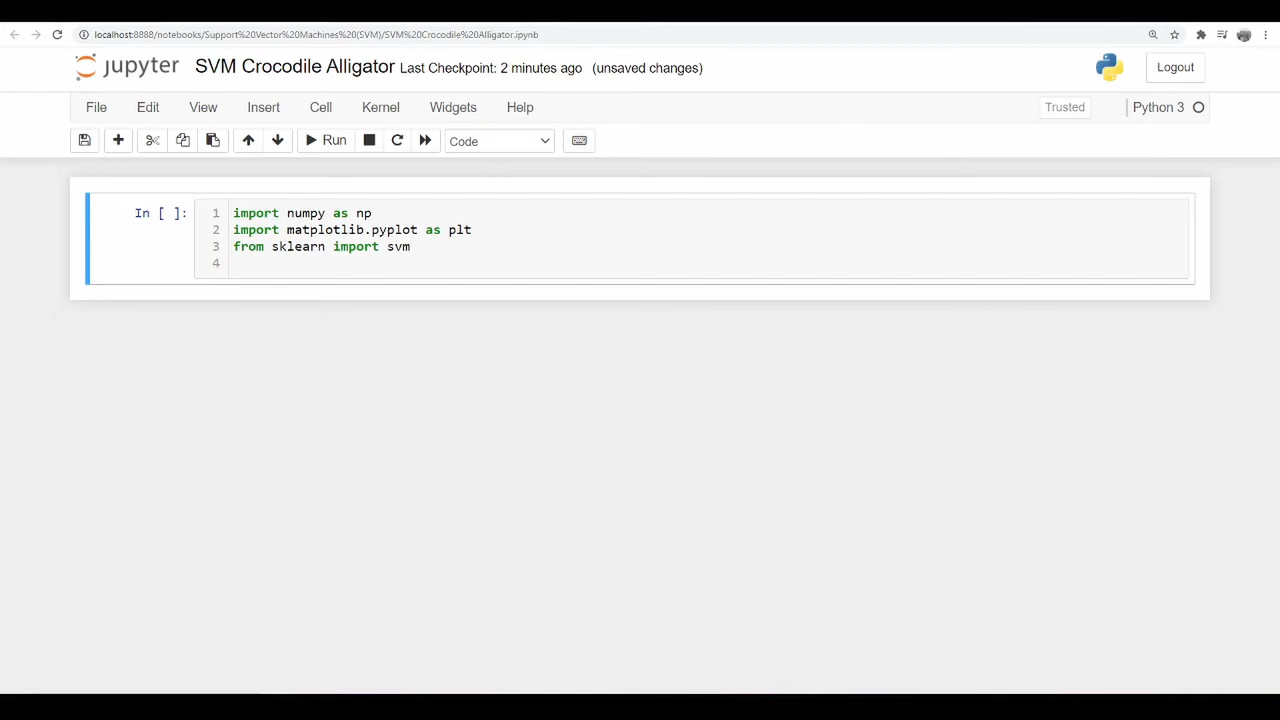 localhost:8888/notebooks/Support%20Vector%20Machines%20(SVM)/SVM%20Crocodile%20Alligator.ipynb
jupyter SVM Crocodile Alligator Last Checkpoint: 2 minutes ago (unsaved changes) Logout
File Edit View Insert Cell Kernel Widgets Help Trusted Python 3
Run Code
In [ ]: 1 import numpy as np
2 import matplotlib.pyplot as plt
3 from sklearn import svm
4